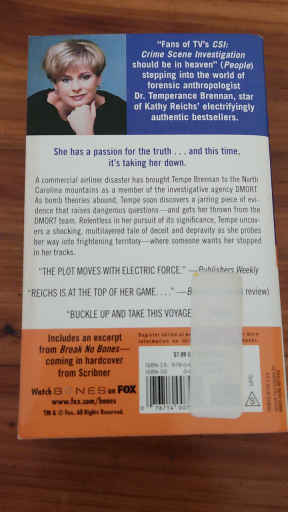 "Fans of TV's CSI:
Crime Scene Investigation
should be in heaven" (People)
stepping into the world of
forensic anthropologist
Dr. Temperance Brennan, star
of Kathy Reichs' electrifyingly
authentic bestsellers.
She has a passion for the truth . . . and this time,
it's taking her down.
A commercial airliner disaster has brought Tempe Brennan to the North
Carolina mountains as a member of the investigative agency DMORT.
As bomb theories abound, Tempe soon discovers a jarring piece of evi-
dence that raises dangerous questions—and gets her thrown from the
DMORT team. Relentless in her pursuit of its significance, Tempe uncov-
ers a shocking, multilayered tale of deceit and depravity as she probes
her way into frightening territory—where someone wants her stopped
in her tracks.
"THE PLOT MOVES WITH ELECTRIC FORCE." —Publishers Weekly
"REICHS IS AT THE TOP OF HER GAME. . . ." — review)
"BUCKLE UP AND TAKE THIS VOYAGE
Includes an excerpt
from Break No Bones—
coming in hardcover
from Scribner
Watch BONES on FOX
www.fox.com/bones
TM & © Fox. All Rights Reserved.
$7.99